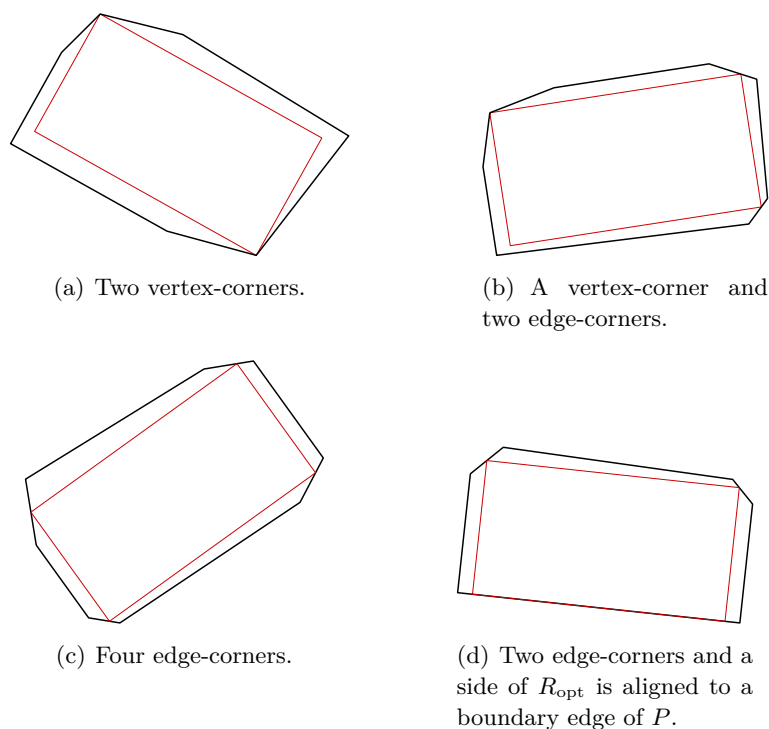 (a) Two vertex-corners.
(b) A vertex-corner and
two edge-corners.
(c) Four edge-corners.
(d) Two edge-corners and a
side of R_opt is aligned to a
boundary edge of P.